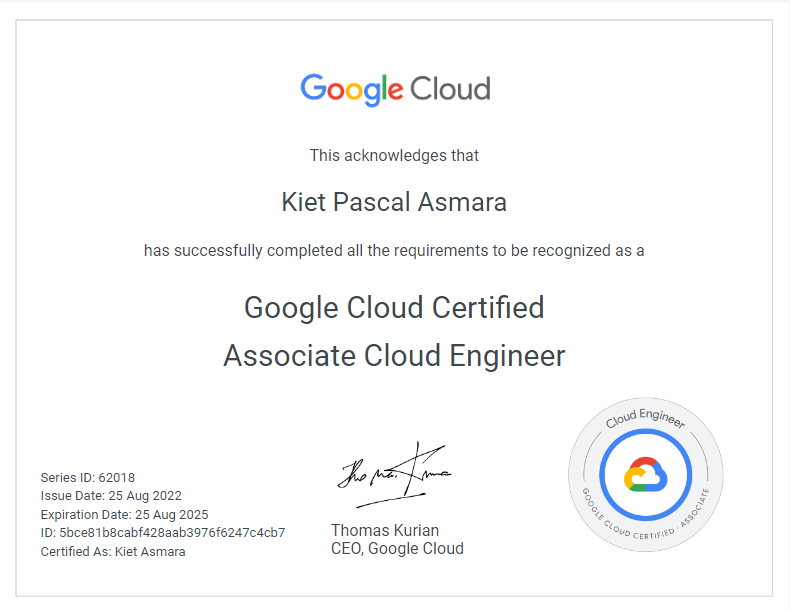 Google Cloud
This acknowledges that
Kiet Pascal Asmara
has successfully completed all the requirements to be recognized as a
Google Cloud Certified
Associate Cloud Engineer
Series ID: 62018
Issue Date: 25 Aug 2022
Expiration Date: 25 Aug 2025
ID: 5bce81b8cabf428aab3976f6247c4cb7
Certified As: Kiet Asmara
Thomas Kurian
CEO, Google Cloud
Cloud Engineer
GOOGLE CLOUD CERTIFIED · ASSOCIATE